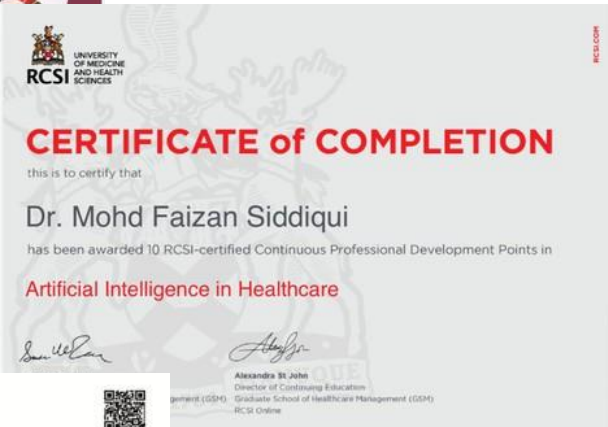 RCSI
UNIVERSITY
OF MEDICINE
AND HEALTH
SCIENCES
RCSI.COM
CERTIFICATE of COMPLETION
this is to certify that
Dr. Mohd Faizan Siddiqui
has been awarded 10 RCSI-certified Continuous Professional Development Points in
Artificial Intelligence in Healthcare
Alexandra St John
Director of Continuing Education
gement (GSM)
Graduate School of Healthcare Management (GSM)
RCSI Online